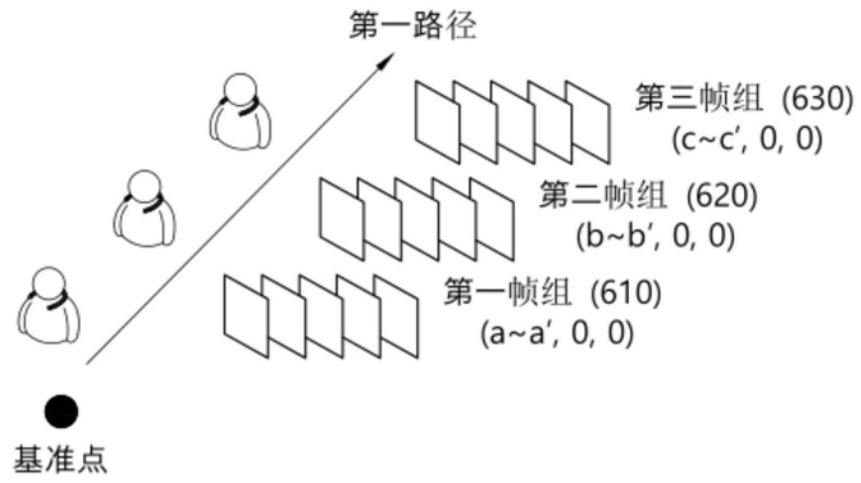 第一路径
第三帧组 (630)
(c~c′, 0, 0)
第二帧组 (620)
(b~b′, 0, 0)
第一帧组 (610)
(a~a′, 0, 0)
基准点